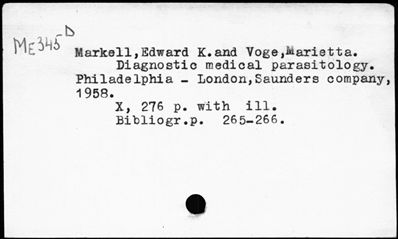 ME345 D
Markell,Edward K.and Voge,Marietta.
Diagnostic medical parasitology.
Philadelphia - London,Saunders company,
1958.
X, 276 p. with ill.
Bibliogr.p. 265-266.